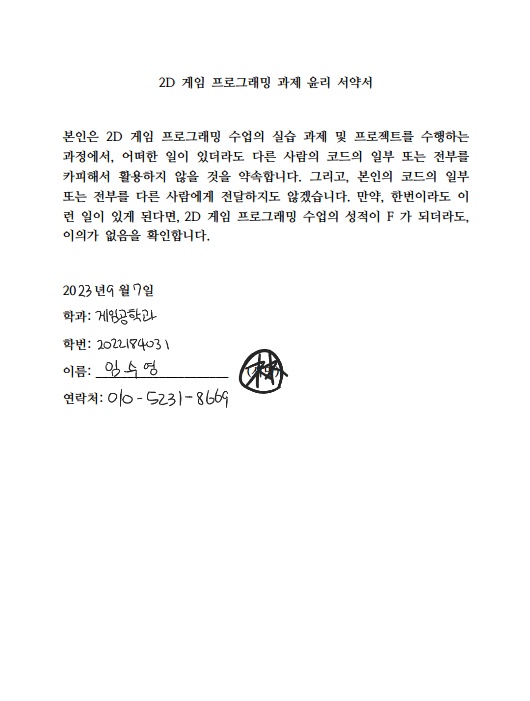 2D 게임 프로그래밍 과제 윤리 서약서
본인은 2D 게임 프로그래밍 수업의 실습 과제 및 프로젝트를 수행하는
과정에서, 어떠한 일이 있더라도 다른 사람의 코드의 일부 또는 전부를
카피해서 활용하지 않을 것을 약속합니다. 그리고, 본인의 코드의 일부
또는 전부를 다른 사람에게 전달하지도 않겠습니다. 만약, 한번이라도 이
런 일이 있게 된다면, 2D 게임 프로그래밍 수업의 성적이 F 가 되더라도,
이의가 없음을 확인합니다.
2023년 9월 7일
학과: 게임공학과
학번: 2022184031
이름: 임수영
연락처: 010-5231-8669